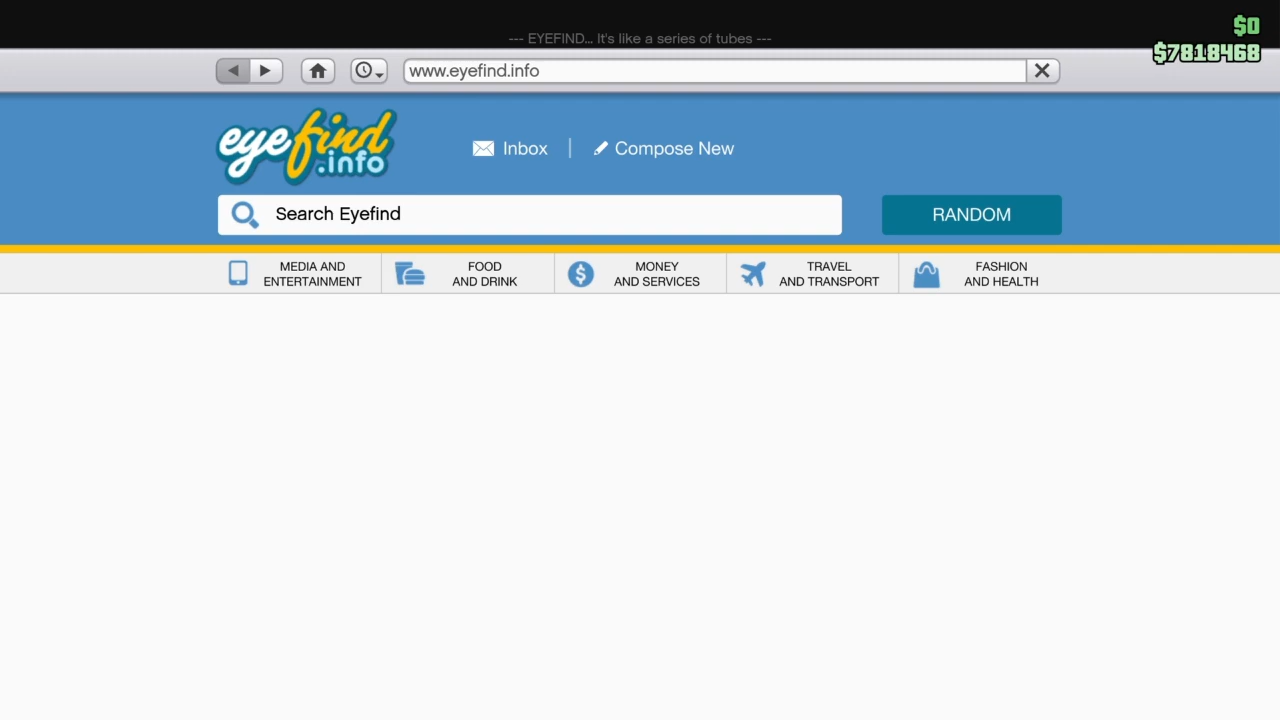 --- EYEFIND... It's like a series of tubes ---
$0
$7818468
www.eyefind.info
eyefind
.info
Inbox
Compose New
Search Eyefind
RANDOM
MEDIA AND
ENTERTAINMENT
FOOD
AND DRINK
MONEY
AND SERVICES
TRAVEL
AND TRANSPORT
FASHION
AND HEALTH